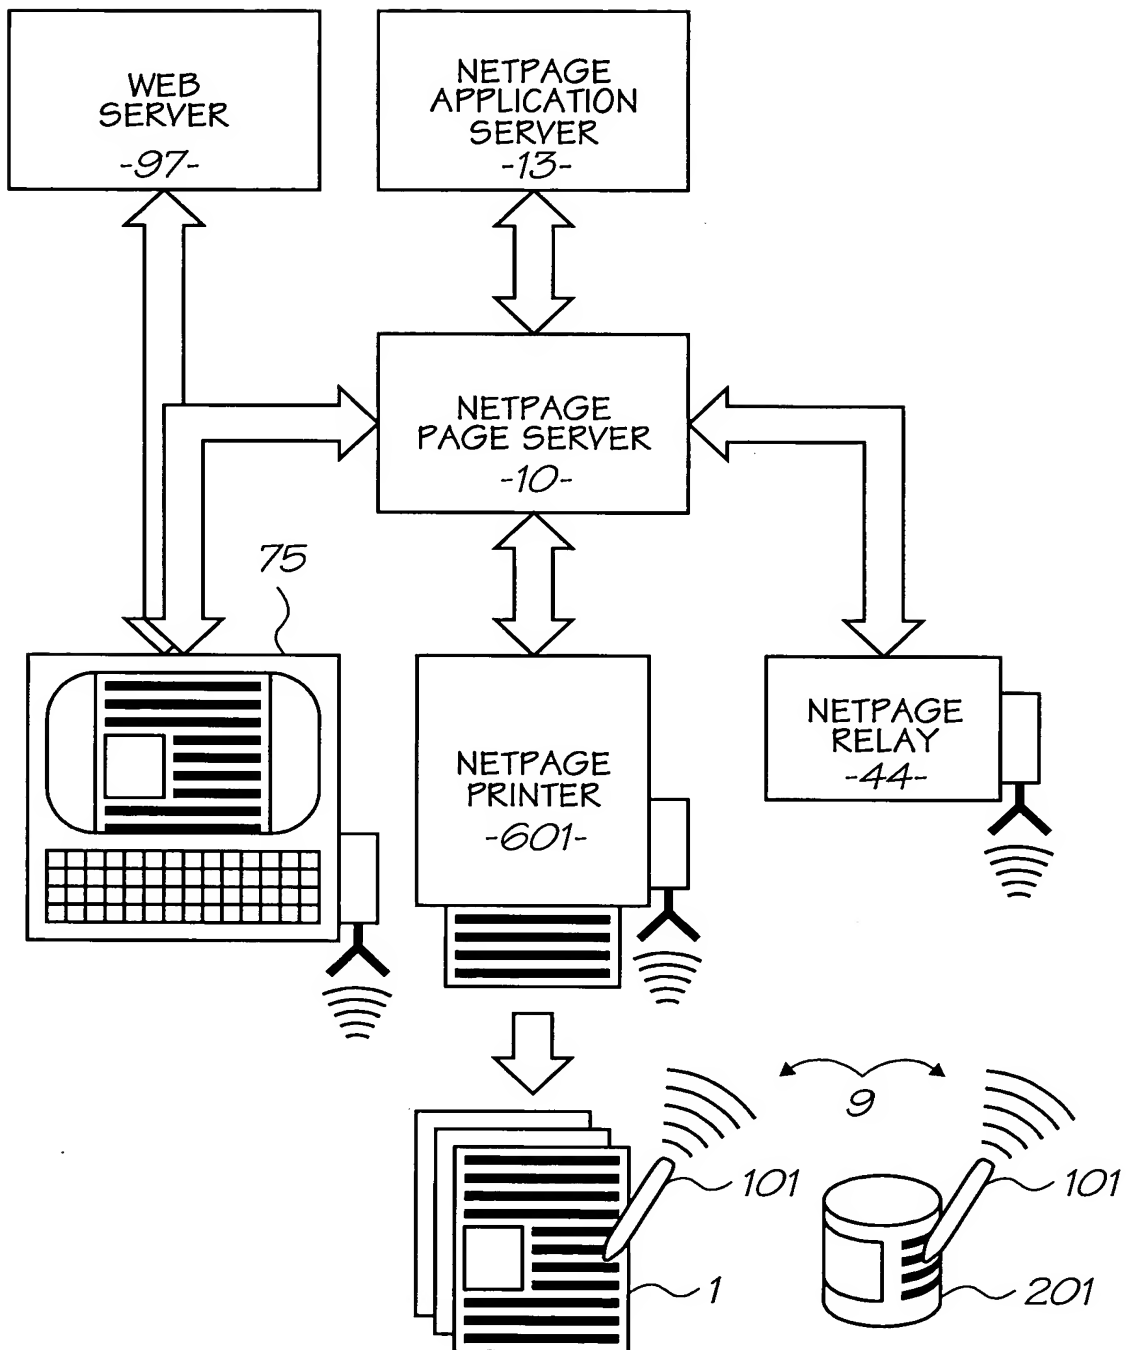 WEB
SERVER
-97-
NETPAGE
APPLICATION
SERVER
-13-
NETPAGE
PAGE SERVER
-10-
75
NETPAGE
PRINTER
-601-
NETPAGE
RELAY
-44-
9
101
101
1
201